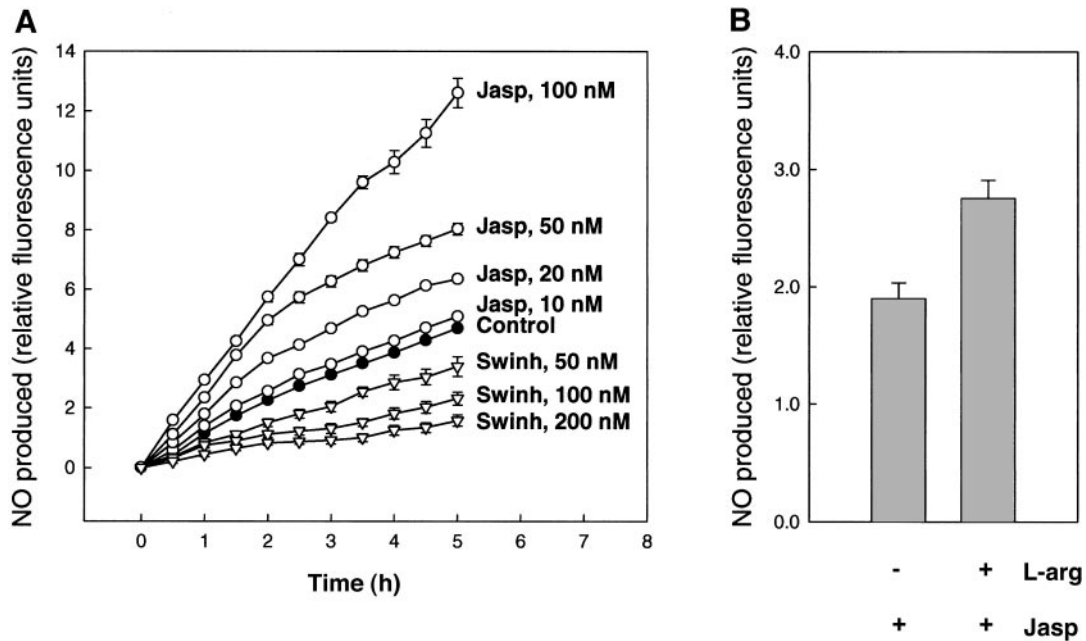 A
NO produced (relative fluorescence units)
14
12
10
8
6
4
2
0
Jasp, 100 nM
Jasp, 50 nM
Jasp, 20 nM
Jasp, 10 nM
Control
Swinh, 50 nM
Swinh, 100 nM
Swinh, 200 nM
0 1 2 3 4 5 6 7 8
Time (h)
B
NO produced (relative fluorescence units)
4.0
3.0
2.0
1.0
0.0
- + L-arg
+ + Jasp